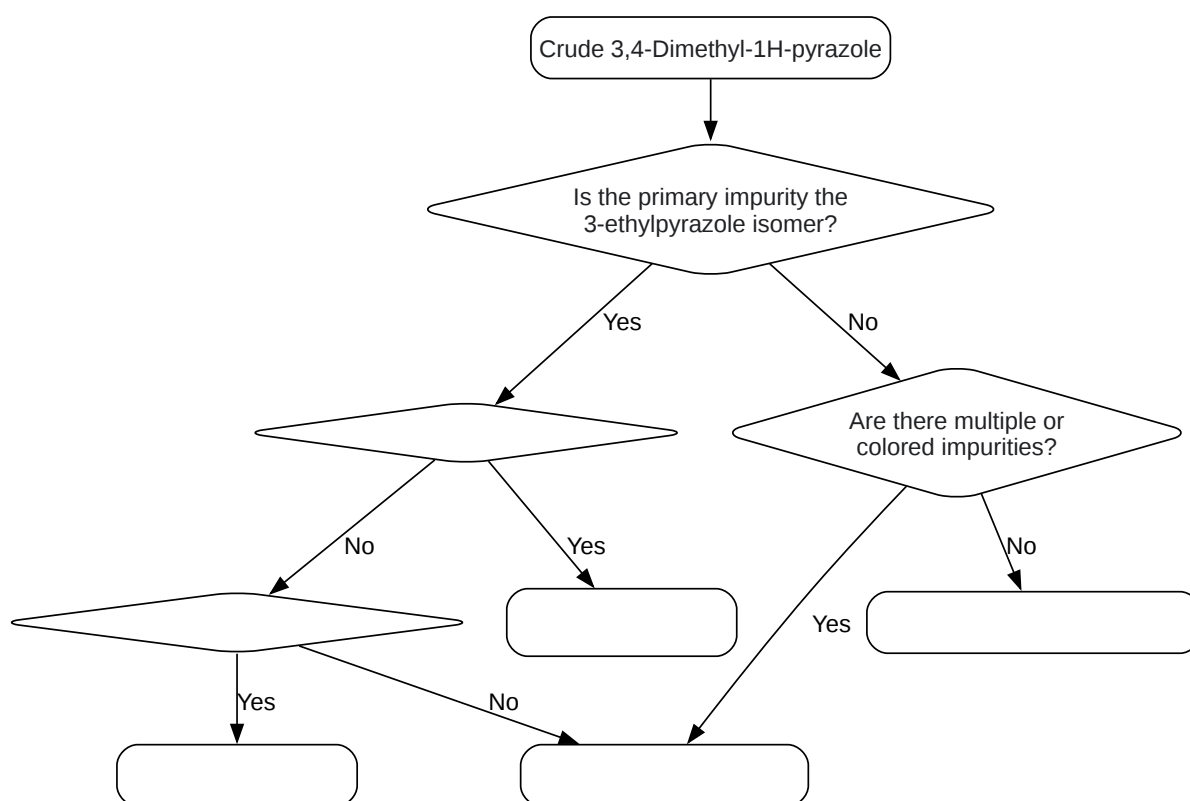 Crude 3,4-Dimethyl-1H-pyrazole
Is the primary impurity the
3-ethylpyrazole isomer?
Yes
No
Are there multiple or
colored impurities?
No
Yes
No
Yes
Yes
No